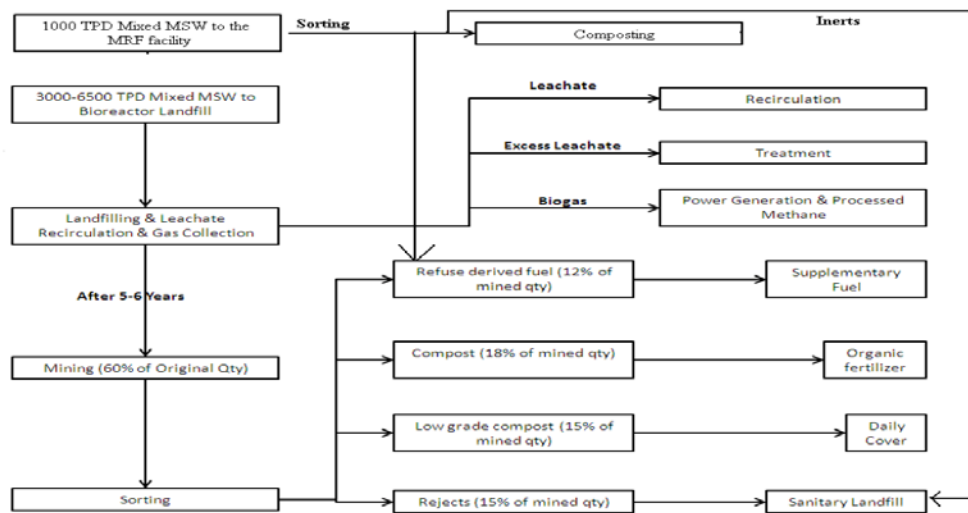 1000 TPD Mixed MSW to the
MRF facility
Sorting
Inerts
Composting
3000-6500 TPD Mixed MSW to
Bioreactor Landfill
Leachate
Recirculation
Excess Leachate
Treatment
Biogas
Power Generation & Processed
Methane
Landfilling & Leachate
Recirculation & Gas Collection
Refuse derived fuel (12% of
mined qty)
Supplementary
Fuel
After 5-6 Years
Compost (18% of mined qty)
Organic
fertilizer
Mining (60% of Original Qty)
Low grade compost (15% of
mined qty)
Daily
Cover
Sorting
Rejects (15% of mined qty)
Sanitary Landfill